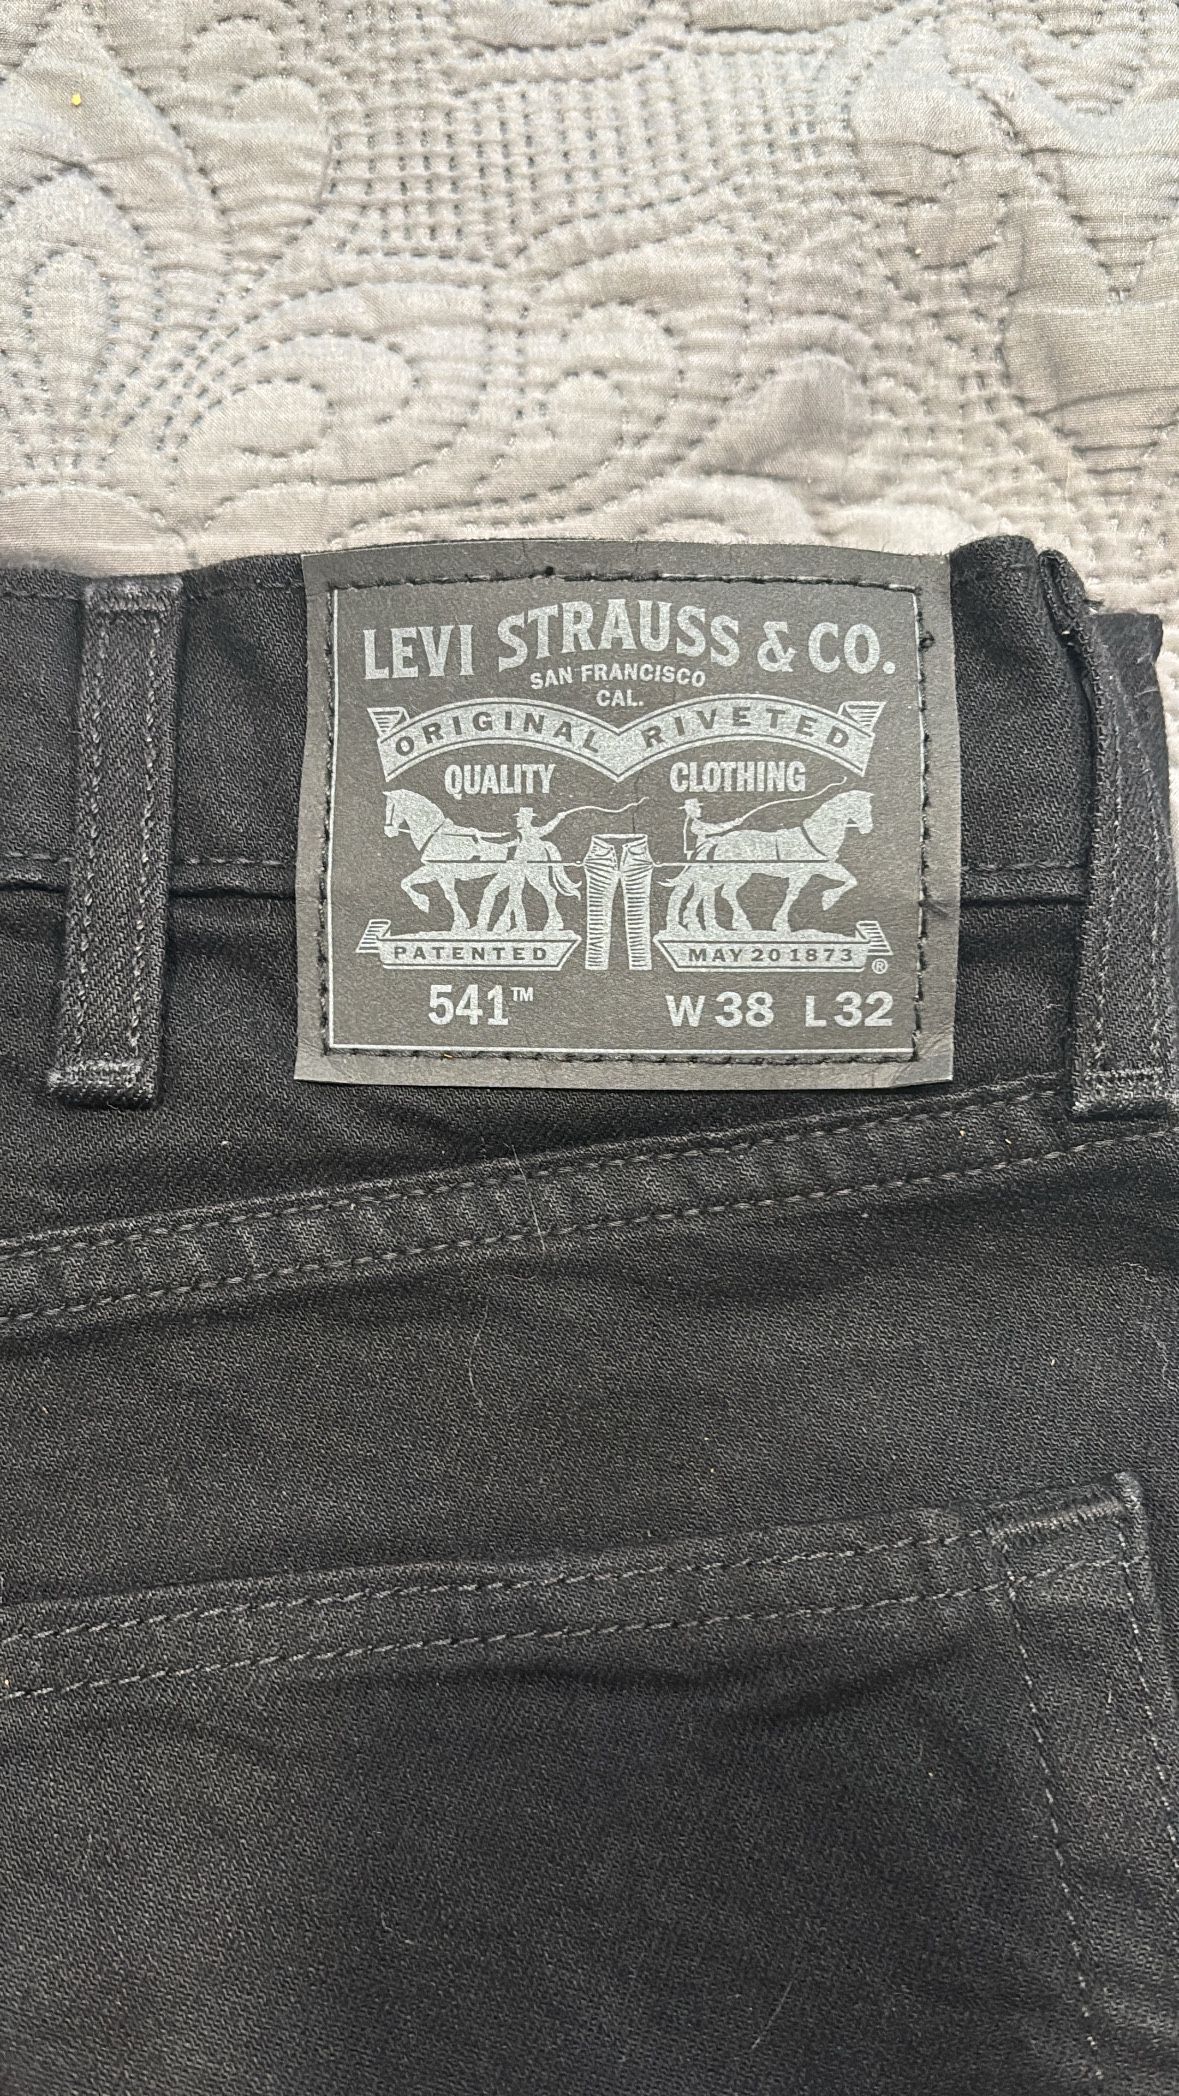 LEVI STRAUSS & CO.
SAN FRANCISCO
CAL.
ORIGINAL RIVETED
QUALITY CLOTHING
PATENTED MAY 20 1873 ®
541™ W 38 L 32